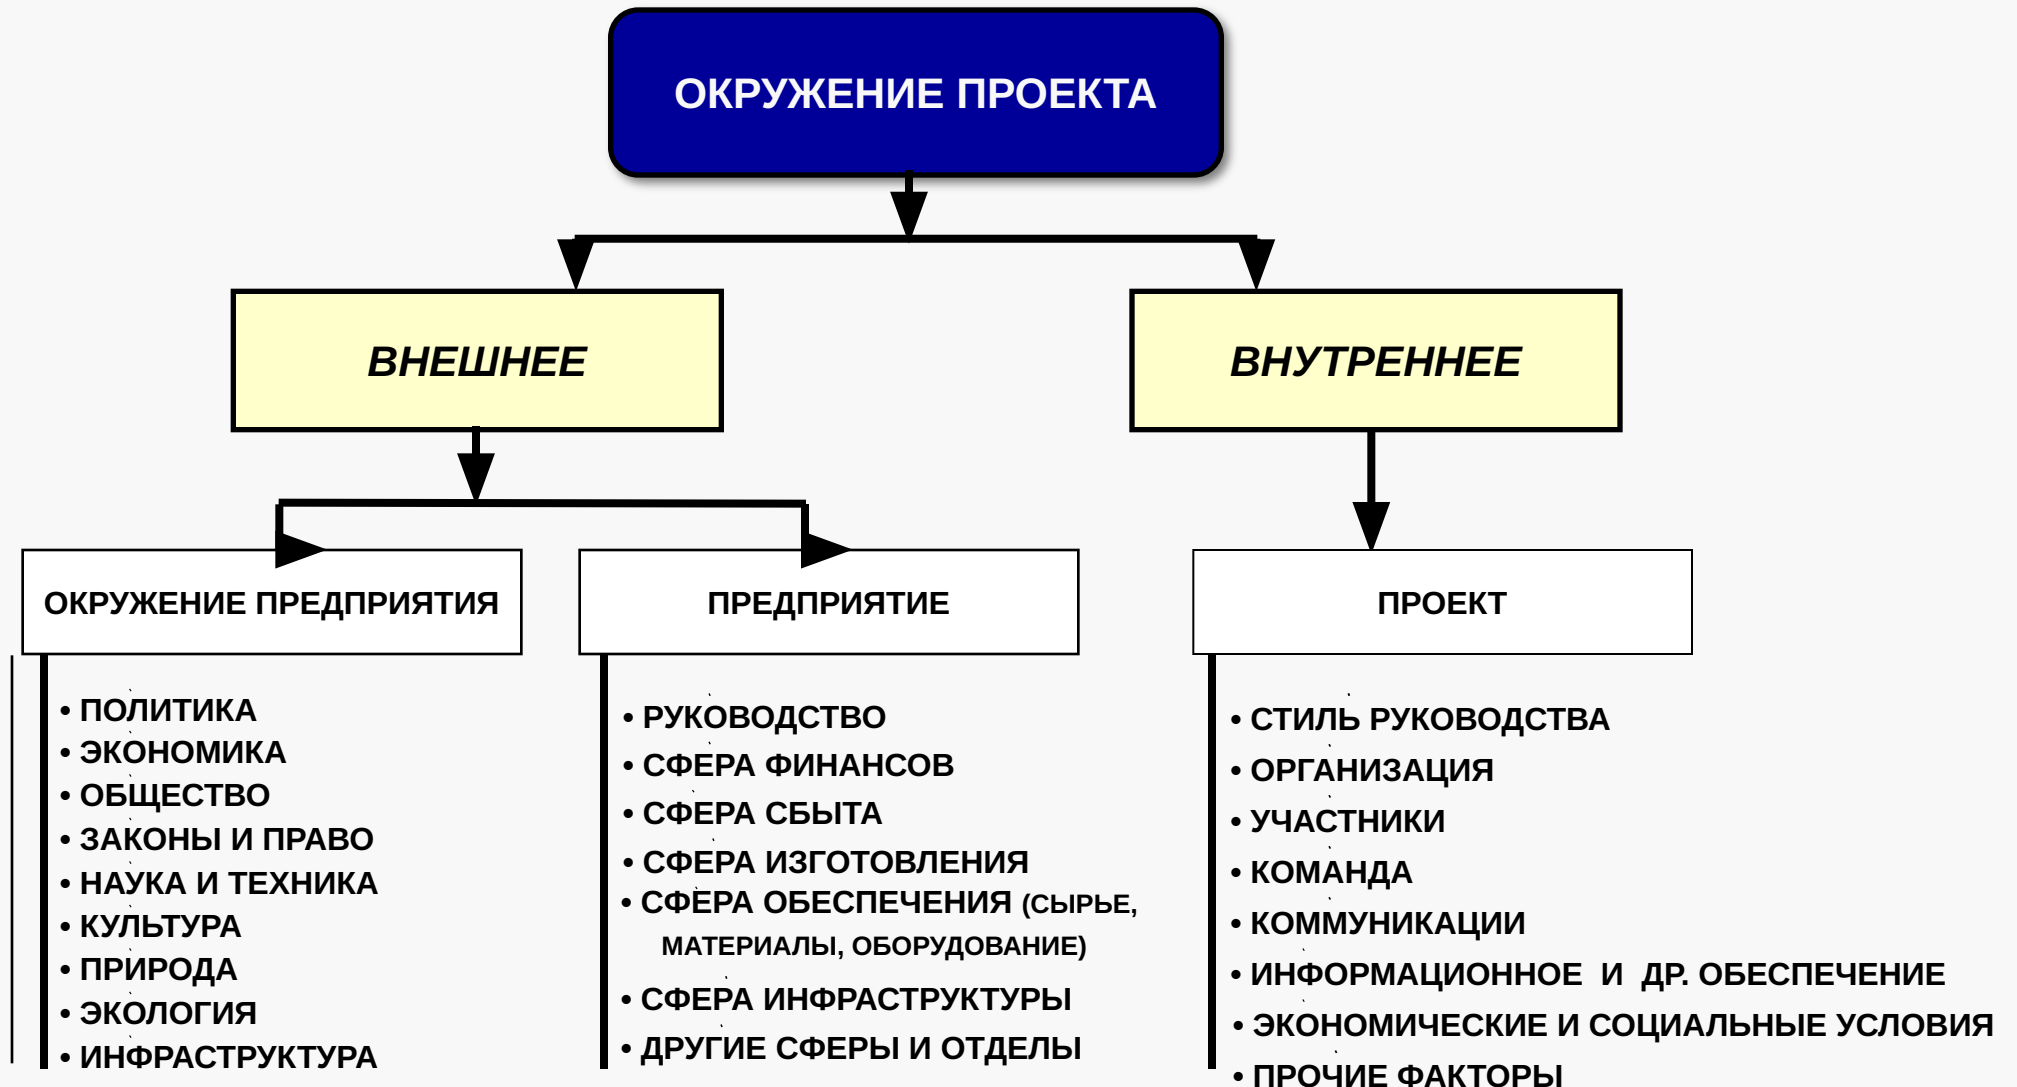 ОКРУЖЕНИЕ ПРОЕКТА
ВНЕШНЕЕ
ВНУТРЕННЕЕ
ОКРУЖЕНИЕ ПРЕДПРИЯТИЯ
ПРЕДПРИЯТИЕ
ПРОЕКТ
• ПОЛИТИКА
• ЭКОНОМИКА
• ОБЩЕСТВО
• ЗАКОНЫ И ПРАВО
• НАУКА И ТЕХНИКА
• КУЛЬТУРА
• ПРИРОДА
• ЭКОЛОГИЯ
• ИНФРАСТРУКТУРА
• РУКОВОДСТВО
• СФЕРА ФИНАНСОВ
• СФЕРА СБЫТА
• СФЕРА ИЗГОТОВЛЕНИЯ
• СФЕРА ОБЕСПЕЧЕНИЯ (СЫРЬЕ,
МАТЕРИАЛЫ, ОБОРУДОВАНИЕ)
• СФЕРА ИНФРАСТРУКТУРЫ
• ДРУГИЕ СФЕРЫ И ОТДЕЛЫ
• СТИЛЬ РУКОВОДСТВА
• ОРГАНИЗАЦИЯ
• УЧАСТНИКИ
• КОМАНДА
• КОММУНИКАЦИИ
• ИНФОРМАЦИОННОЕ И ДР. ОБЕСПЕЧЕНИЕ
• ЭКОНОМИЧЕСКИЕ И СОЦИАЛЬНЫЕ УСЛОВИЯ
• ПРОЧИЕ ФАКТОРЫ